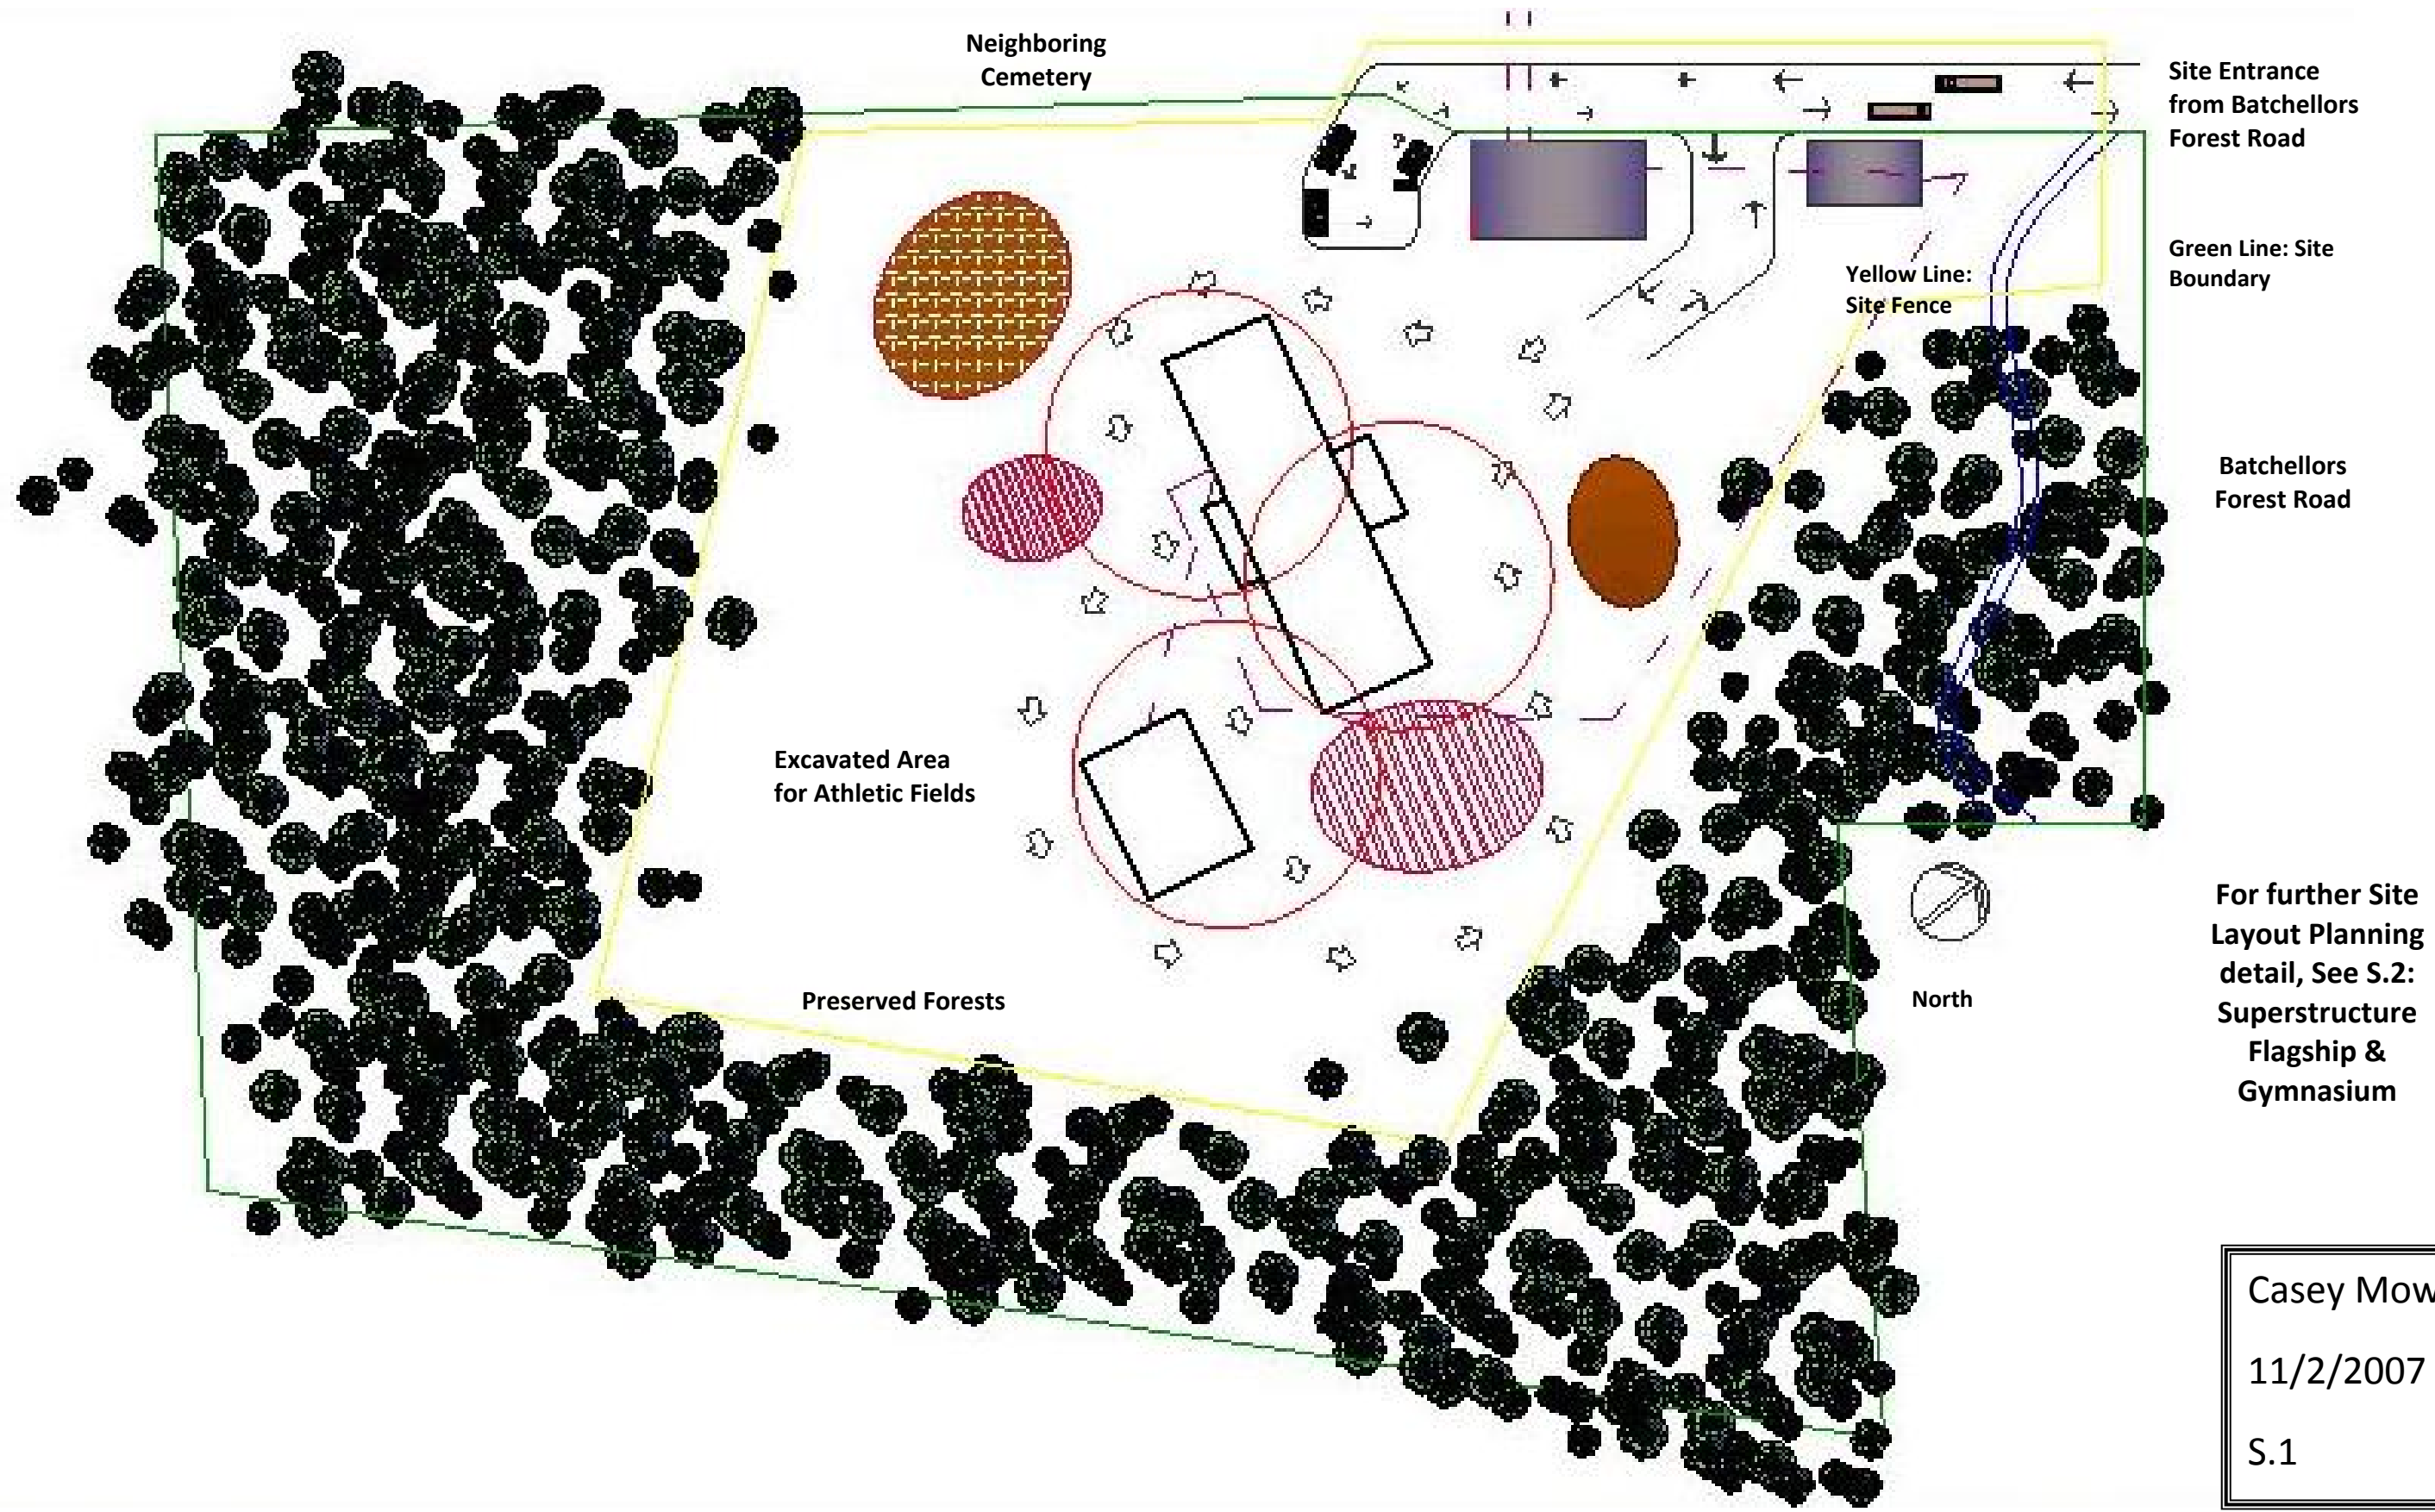 Neighboring
Cemetery
Site Entrance
from Batchellors
Forest Road
Green Line: Site
Boundary
Yellow Line:
Site Fence
Batchellors
Forest Road
Excavated Area
for Athletic Fields
Preserved Forests
North
For further Site
Layout Planning
detail, See S.2:
Superstructure
Flagship &
Gymnasium
Casey Mow
11/2/2007
S.1